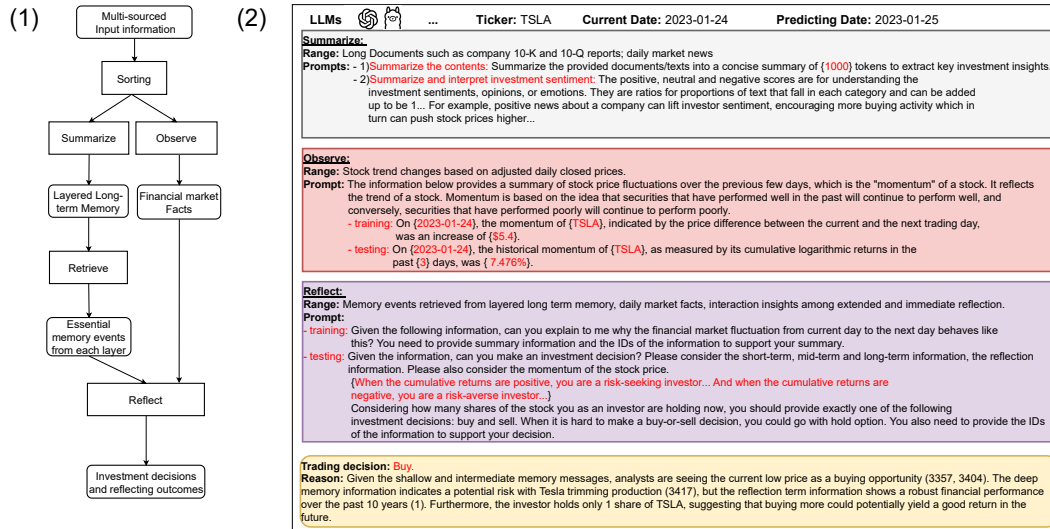 (1)
Multi-sourced
Input information
Sorting
Summarize
Observe
Layered Long-
term Memory
Financial market
Facts
Retrieve
Essential
memory events
from each layer
Reflect
Investment decisions
and reflecting outcomes
(2)
LLMs ... Ticker: TSLA Current Date: 2023-01-24 Predicting Date: 2023-01-25
Summarize:
Range: Long Documents such as company 10-K and 10-Q reports; daily market news
Prompts: - 1)Summarize the contents: Summarize the provided documents/texts into a concise summary of {1000} tokens to extract key investment insights.
- 2)Summarize and interpret investment sentiment: The positive, neutral and negative scores are for understanding the
investment sentiments, opinions, or emotions. They are ratios for proportions of text that fall in each category and can be added
up to be 1... For example, positive news about a company can lift investor sentiment, encouraging more buying activity which in
turn can push stock prices higher...
Observe:
Range: Stock trend changes based on adjusted daily closed prices.
Prompt: The information below provides a summary of stock price fluctuations over the previous few days, which is the "momentum" of a stock. It reflects
the trend of a stock. Momentum is based on the idea that securities that have performed well in the past will continue to perform well, and
conversely, securities that have performed poorly will continue to perform poorly.
- training: On {2023-01-24}, the momentum of {TSLA}, indicated by the price difference between the current and the next trading day,
was an increase of {$5.4}.
- testing: On {2023-01-24}, the historical momentum of {TSLA}, as measured by its cumulative logarithmic returns in the
past {3} days, was { 7.476%}.
Reflect:
Range: Memory events retrieved from layered long term memory, daily market facts, interaction insights among extended and immediate reflection.
Prompt:
- training: Given the following information, can you explain to me why the financial market fluctuation from current day to the next day behaves like
this? You need to provide summary information and the IDs of the information to support your summary.
- testing: Given the information, can you make an investment decision? Please consider the short-term, mid-term and long-term information, the reflection
information. Please also consider the momentum of the stock price.
{When the cumulative returns are positive, you are a risk-seeking investor... And when the cumulative returns are
negative, you are a risk-averse investor...}
Considering how many shares of the stock you as an investor are holding now, you should provide exactly one of the following
investment decisions: buy and sell. When it is hard to make a buy-or-sell decision, you could go with hold option. You also need to provide the IDs
of the information to support your decision.
Trading decision: Buy.
Reason: Given the shallow and intermediate memory messages, analysts are seeing the current low price as a buying opportunity (3357, 3404). The deep
memory information indicates a potential risk with Tesla trimming production (3417), but the reflection term information shows a robust financial performance
over the past 10 years (1). Furthermore, the investor holds only 1 share of TSLA, suggesting that buying more could potentially yield a good return in the
future.